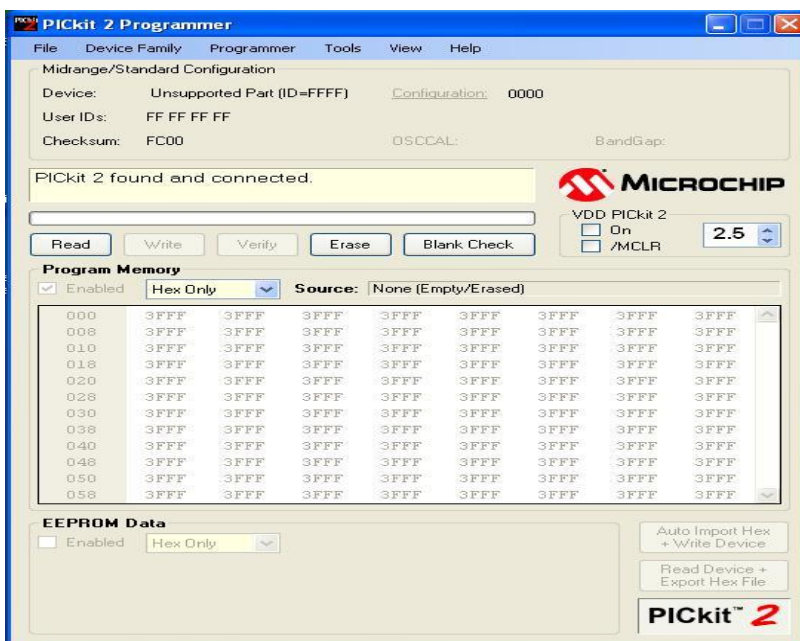 PICkit 2 Programmer
File Device Family Programmer Tools View Help
Midrange/Standard Configuration
Device: Unsupported Part (ID=FFFF) Configuration: 0000
User IDs: FF FF FF FF
Checksum: FC00 OSCCAL: BandGap:
PICkit 2 found and connected.
MICROCHIP
VDD PICkit 2
On
/MCLR
2.5
Read Write Verify Erase Blank Check
Program Memory
Enabled Hex Only Source: None (Empty/Erased)
000 3FFF 3FFF 3FFF 3FFF 3FFF 3FFF 3FFF 3FFF
008 3FFF 3FFF 3FFF 3FFF 3FFF 3FFF 3FFF 3FFF
010 3FFF 3FFF 3FFF 3FFF 3FFF 3FFF 3FFF 3FFF
018 3FFF 3FFF 3FFF 3FFF 3FFF 3FFF 3FFF 3FFF
020 3FFF 3FFF 3FFF 3FFF 3FFF 3FFF 3FFF 3FFF
028 3FFF 3FFF 3FFF 3FFF 3FFF 3FFF 3FFF 3FFF
030 3FFF 3FFF 3FFF 3FFF 3FFF 3FFF 3FFF 3FFF
038 3FFF 3FFF 3FFF 3FFF 3FFF 3FFF 3FFF 3FFF
040 3FFF 3FFF 3FFF 3FFF 3FFF 3FFF 3FFF 3FFF
048 3FFF 3FFF 3FFF 3FFF 3FFF 3FFF 3FFF 3FFF
050 3FFF 3FFF 3FFF 3FFF 3FFF 3FFF 3FFF 3FFF
058 3FFF 3FFF 3FFF 3FFF 3FFF 3FFF 3FFF 3FFF
EEPROM Data
Enabled Hex Only
Auto Import Hex
+ Write Device
Read Device +
Export Hex File
PICkit™ 2